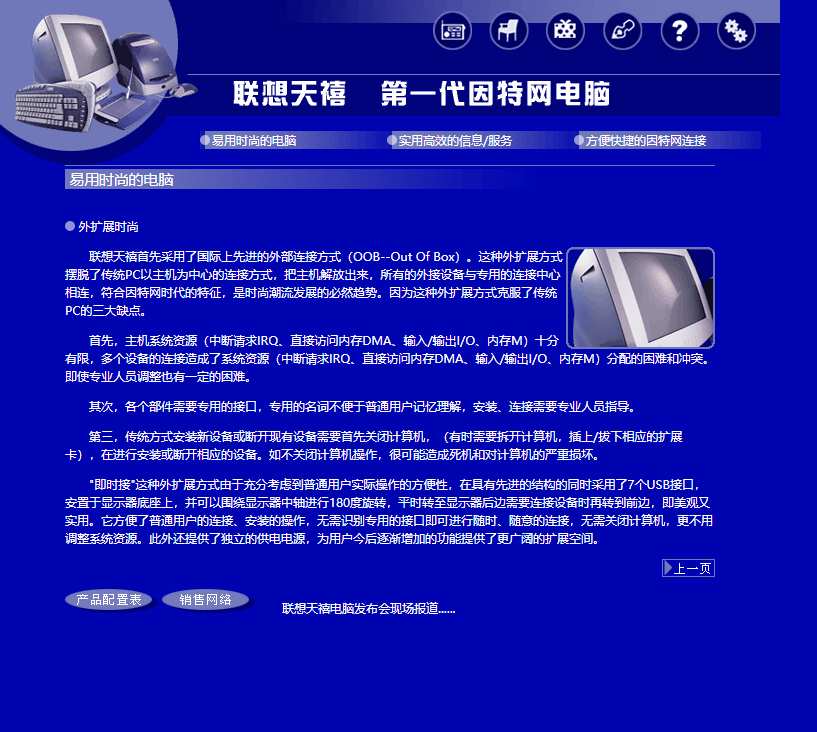 联想天禧 第一代因特网电脑
易用时尚的电脑 实用高效的信息/服务 方便快捷的因特网连接
易用时尚的电脑
外扩展时尚
联想天禧首先采用了国际上先进的外部连接方式（OOB--Out Of Box）。这种外扩展方式
摆脱了传统PC以主机为中心的连接方式，把主机解放出来，所有的外接设备与专用的连接中心
相连，符合因特网时代的特征，是时尚潮流发展的必然趋势。因为这种外扩展方式克服了传统
PC的三大缺点。
首先，主机系统资源（中断请求IRQ、直接访问内存DMA、输入/输出I/O、内存M）十分
有限，多个设备的连接造成了系统资源（中断请求IRQ、直接访问内存DMA、输入/输出I/O、内存M）分配的困难和冲突。
即使专业人员调整也有一定的困难。
其次，各个部件需要专用的接口，专用的名词不便于普通用户记忆理解，安装、连接需要专业人员指导。
第三，传统方式安装新设备或断开现有设备需要首先关闭计算机，（有时需要拆开计算机，插上/拔下相应的扩展
卡），在进行安装或断开相应的设备。如不关闭计算机操作，很可能造成死机和对计算机的严重损坏。
"即时接"这种外扩展方式由于充分考虑到普通用户实际操作的方便性，在具有先进的结构的同时采用了7个USB接口，
安置于显示器底座上，并可以围绕显示器中轴进行180度旋转，平时转至显示器后边需要连接设备时再转到前边，即美观又
实用。它方便了普通用户的连接、安装的操作，无需识别专用的接口即可进行随时、随意的连接，无需关闭计算机，更不用
调整系统资源。此外还提供了独立的供电电源，为用户今后逐渐增加的功能提供了更广阔的扩展空间。
上一页
产品配置表 销售网络 联想天禧电脑发布会现场报道......